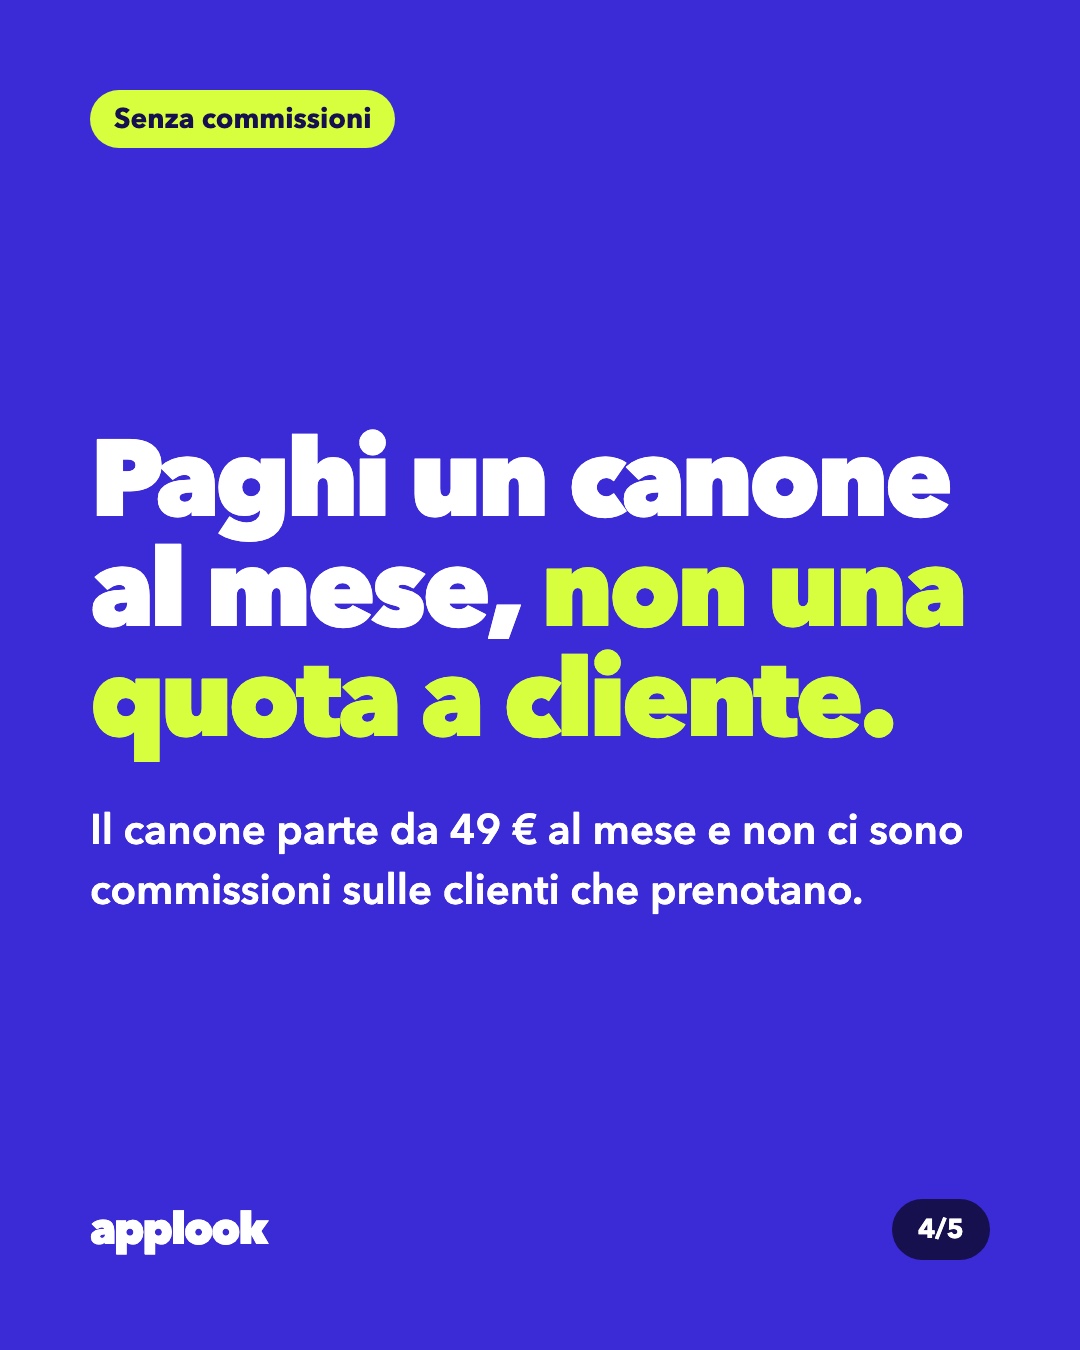 Senza commissioni
Paghi un canone
al mese, non una
quota a cliente.
Il canone parte da 49 € al mese e non ci sono
commissioni sulle clienti che prenotano.
applook
4/5